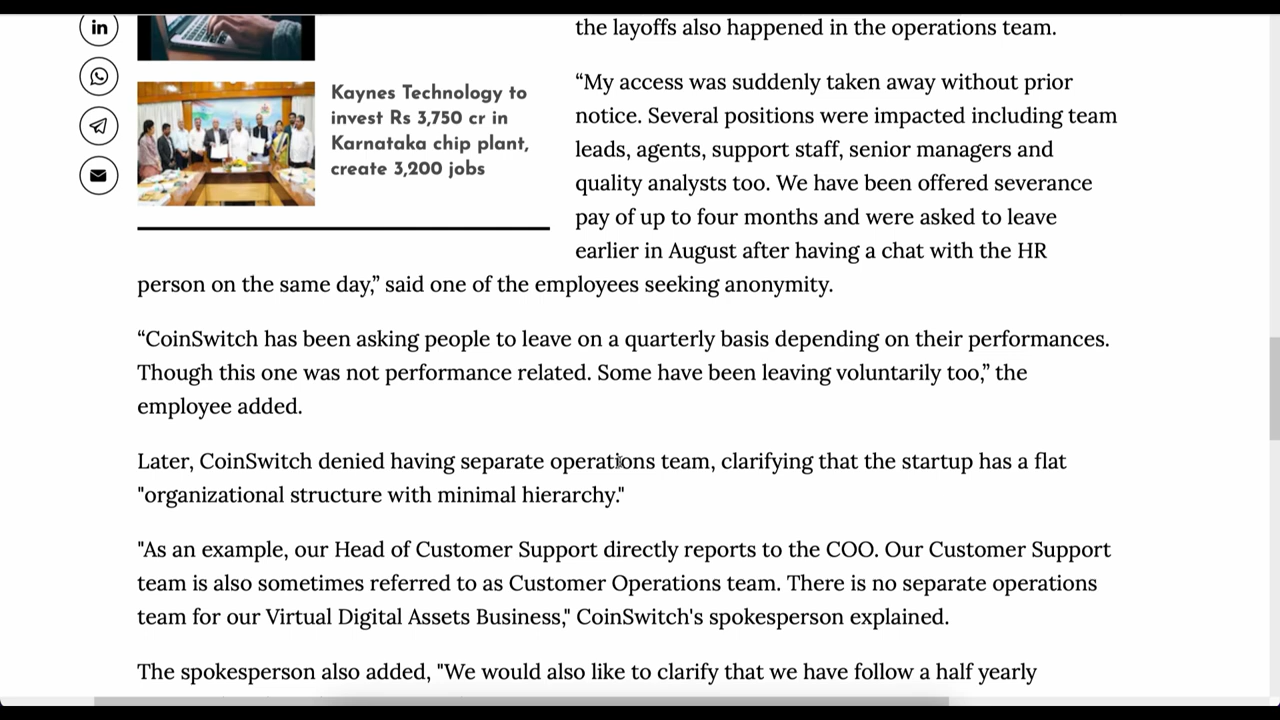 the layoffs also happened in the operations team.
in
Kaynes Technology to
invest Rs 3,750 cr in
Karnataka chip plant,
create 3,200 jobs
“My access was suddenly taken away without prior
notice. Several positions were impacted including team
leads, agents, support staff, senior managers and
quality analysts too. We have been offered severance
pay of up to four months and were asked to leave
earlier in August after having a chat with the HR
person on the same day,” said one of the employees seeking anonymity.
“CoinSwitch has been asking people to leave on a quarterly basis depending on their performances.
Though this one was not performance related. Some have been leaving voluntarily too,” the
employee added.
Later, CoinSwitch denied having separate operations team, clarifying that the startup has a flat
"organizational structure with minimal hierarchy."
"As an example, our Head of Customer Support directly reports to the COO. Our Customer Support
team is also sometimes referred to as Customer Operations team. There is no separate operations
team for our Virtual Digital Assets Business," CoinSwitch's spokesperson explained.
The spokesperson also added, "We would also like to clarify that we have follow a half yearly